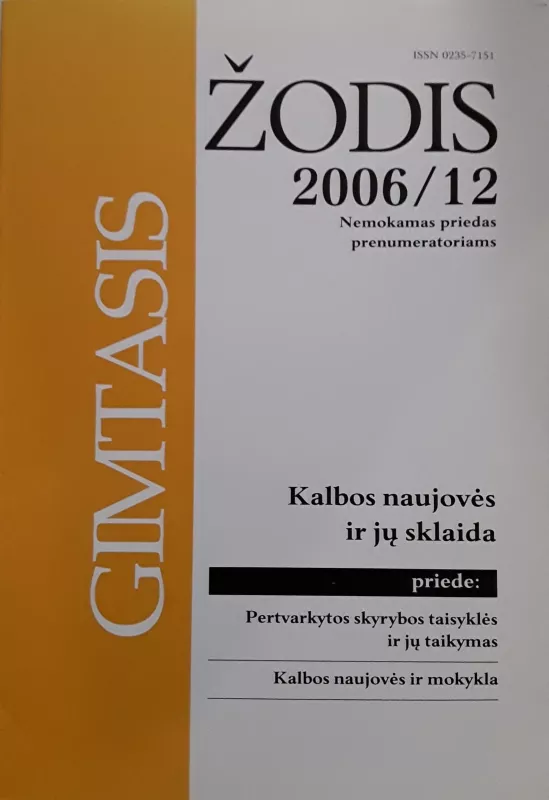 ISSN 0235-7151
GIMTASIS
ŽODIS
2006/12
Nemokamas priedas
prenumeratoriams
Kalbos naujovės
ir jų sklaida
priede:
Pertvarkytos skyrybos taisyklės
ir jų taikymas
Kalbos naujovės ir mokykla